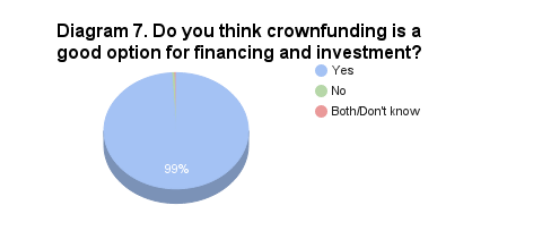 Diagram 7. Do you think crownfunding is a
good option for financing and investment?
Yes
No
Both/Don't know
99%